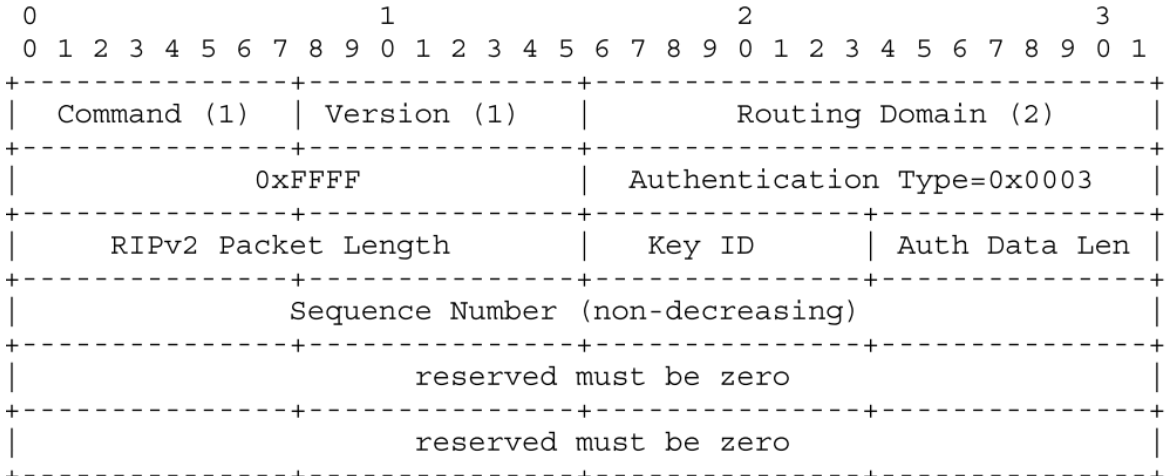 0                   1                   2                   3
0 1 2 3 4 5 6 7 8 9 0 1 2 3 4 5 6 7 8 9 0 1 2 3 4 5 6 7 8 9 0 1
+---------------+---------------+-------------------------------+
|  Command (1)  | Version (1)   |        Routing Domain (2)     |
+---------------+---------------+-------------------------------+
|             0xFFFF            |  Authentication Type=0x0003   |
+---------------+---------------+---------------+---------------+
|     RIPv2 Packet Length       |   Key ID      | Auth Data Len |
+---------------+---------------+---------------+---------------+
|               Sequence Number (non-decreasing)                |
+---------------+---------------+---------------+---------------+
|                      reserved must be zero                    |
+---------------+---------------+---------------+---------------+
|                      reserved must be zero                    |
+---------------+---------------+---------------+---------------+